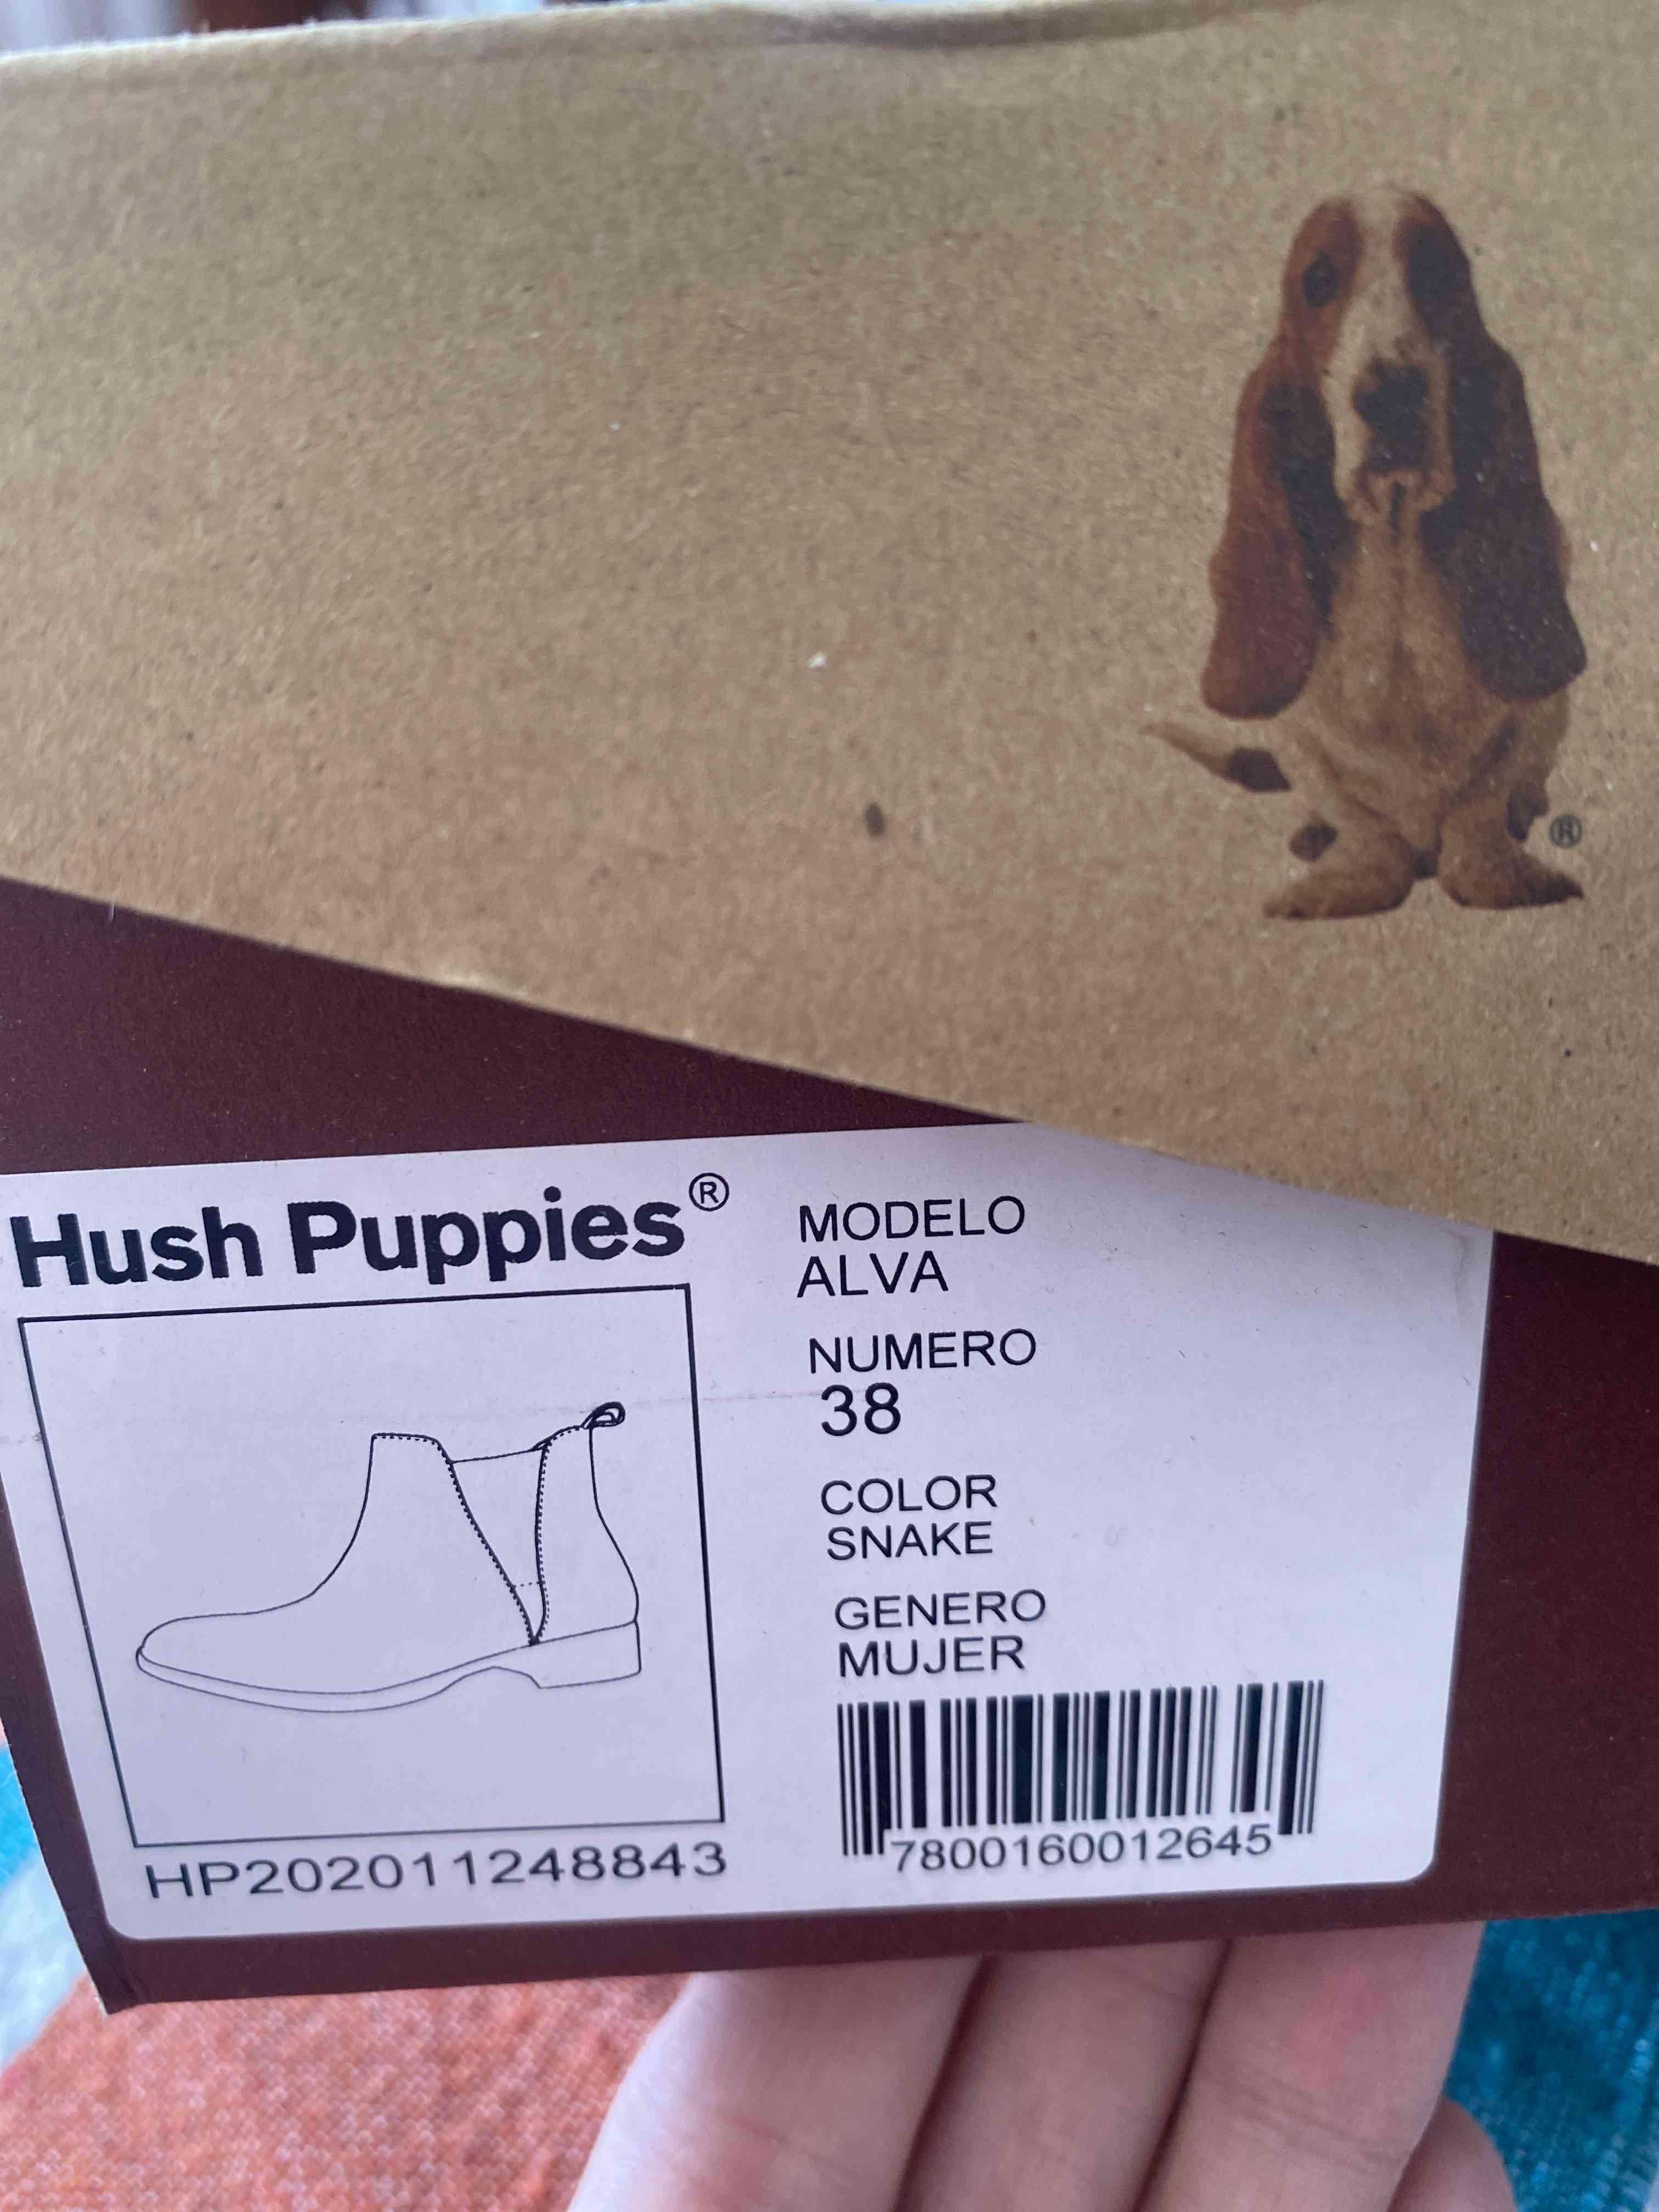 ®
Hush Puppies®
MODELO
ALVA
NUMERO
38
COLOR
SNAKE
GENERO
MUJER
HP202011248843
7800160012645